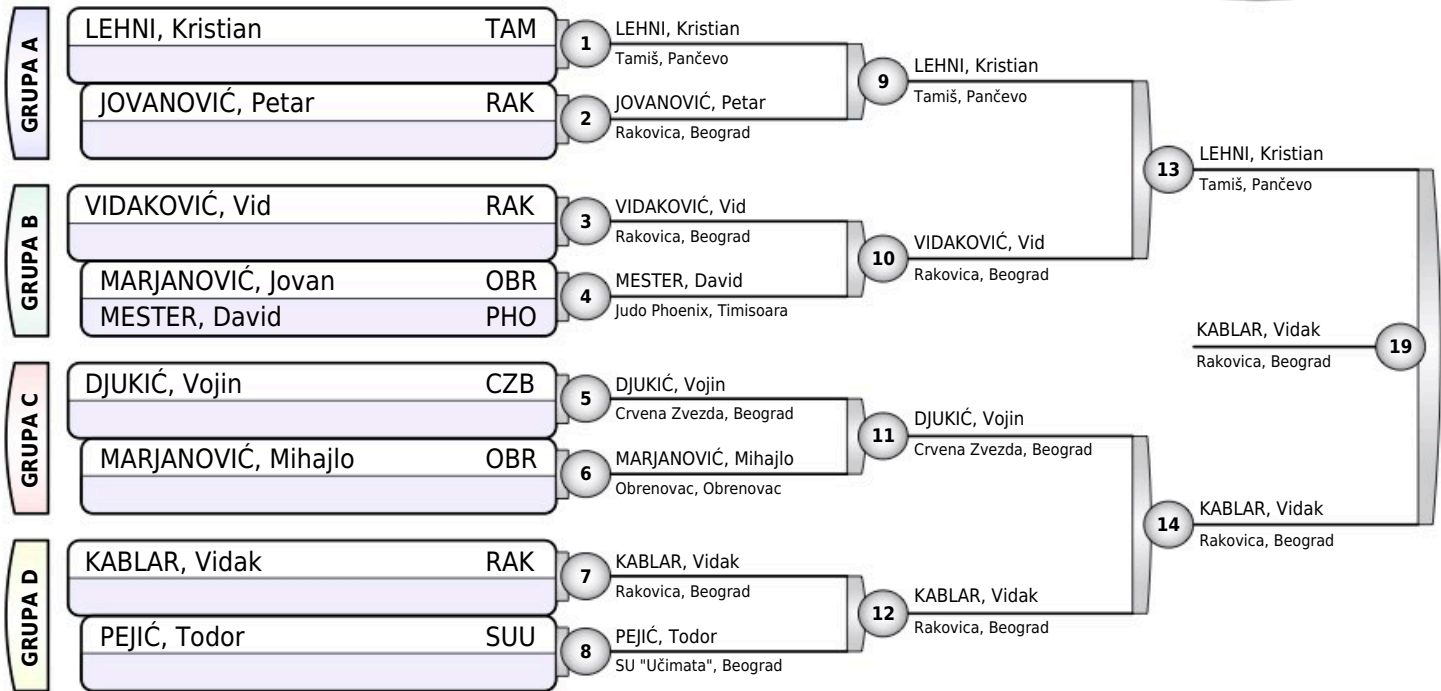 GRUPA A
LEHNI, Kristian TAM
JOVANOVIĆ, Petar RAK
1
LEHNI, Kristian
Tamiš, Pančevo
2
JOVANOVIĆ, Petar
Rakovica, Beograd
9
LEHNI, Kristian
Tamiš, Pančevo
GRUPA B
VIDAKOVIĆ, Vid RAK
MARJANOVIĆ, Jovan OBR
MESTER, David PHO
3
VIDAKOVIĆ, Vid
Rakovica, Beograd
4
MESTER, David
Judo Phoenix, Timisoara
10
VIDAKOVIĆ, Vid
Rakovica, Beograd
13
LEHNI, Kristian
Tamiš, Pančevo
GRUPA C
DJUKIĆ, Vojin CZB
MARJANOVIĆ, Mihajlo OBR
5
DJUKIĆ, Vojin
Crvena Zvezda, Beograd
6
MARJANOVIĆ, Mihajlo
Obrenovac, Obrenovac
11
DJUKIĆ, Vojin
Crvena Zvezda, Beograd
GRUPA D
KABLAR, Vidak RAK
PEJIĆ, Todor SUU
7
KABLAR, Vidak
Rakovica, Beograd
8
PEJIĆ, Todor
SU "Učimata", Beograd
12
KABLAR, Vidak
Rakovica, Beograd
14
KABLAR, Vidak
Rakovica, Beograd
KABLAR, Vidak
Rakovica, Beograd
19